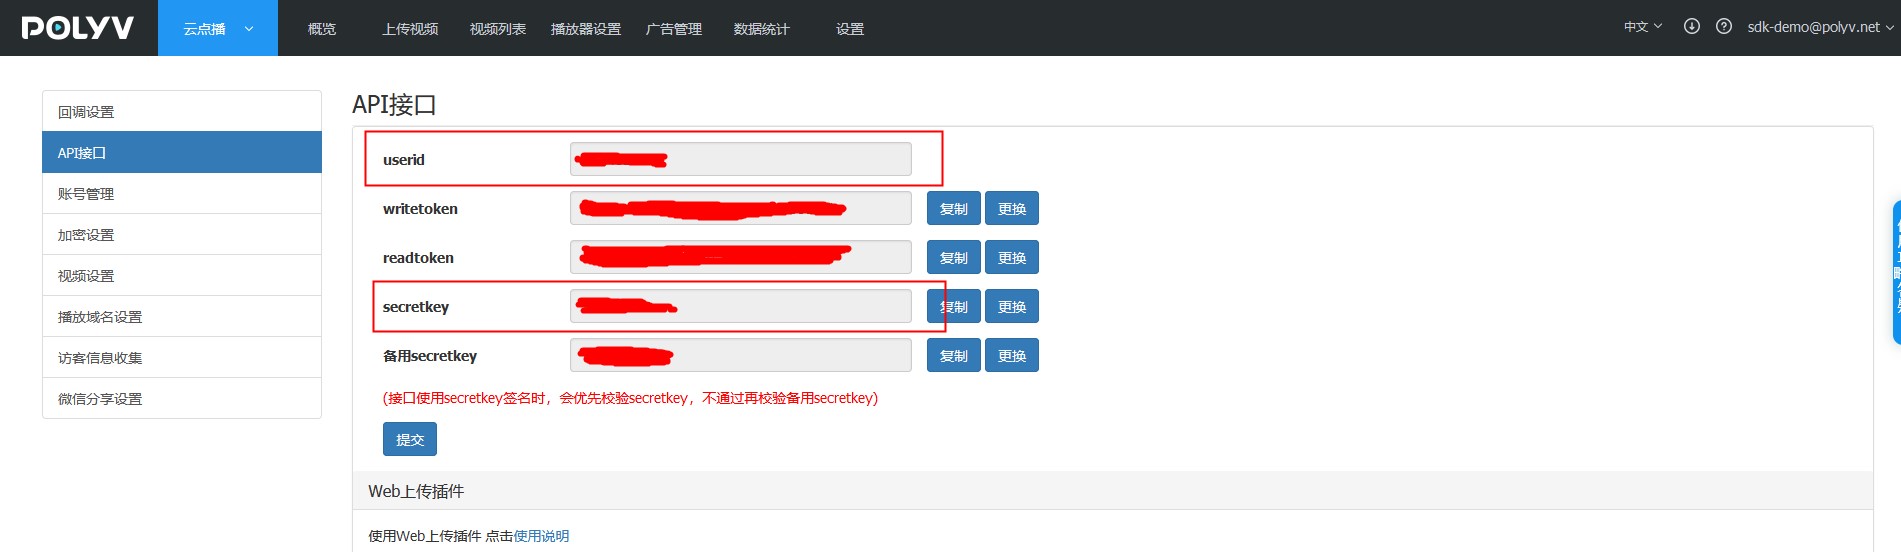 POLYV 云点播 概览 上传视频 视频列表 播放器设置 广告管理 数据统计 设置 中文 sdk-demo@polyv.net
回调设置
API接口
账号管理
加密设置
视频设置
播放域名设置
访客信息收集
微信分享设置
API接口
userid
writetoken 复制 更换
readtoken 复制 更换
secretkey 复制 更换
备用secretkey 复制 更换
(接口使用secretkey签名时，会优先校验secretkey，不通过再校验备用secretkey)
提交
Web上传插件
使用Web上传插件 点击使用说明